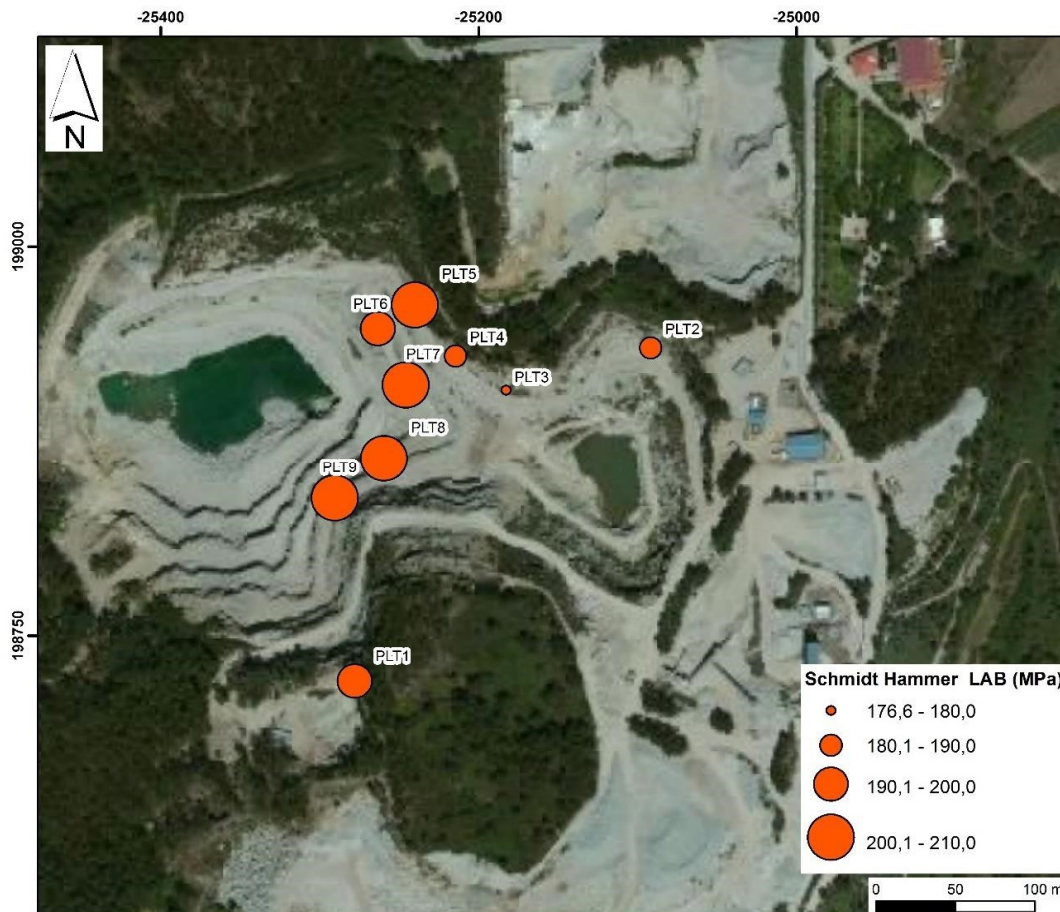 -25400 -25200 -25000
N
199000
PLT5
PLT6
PLT4
PLT2
PLT7
PLT3
PLT8
PLT9
198750
PLT1
Schmidt Hammer LAB (MPa)
176,6 - 180,0
180,1 - 190,0
190,1 - 200,0
200,1 - 210,0
0 50 100 m